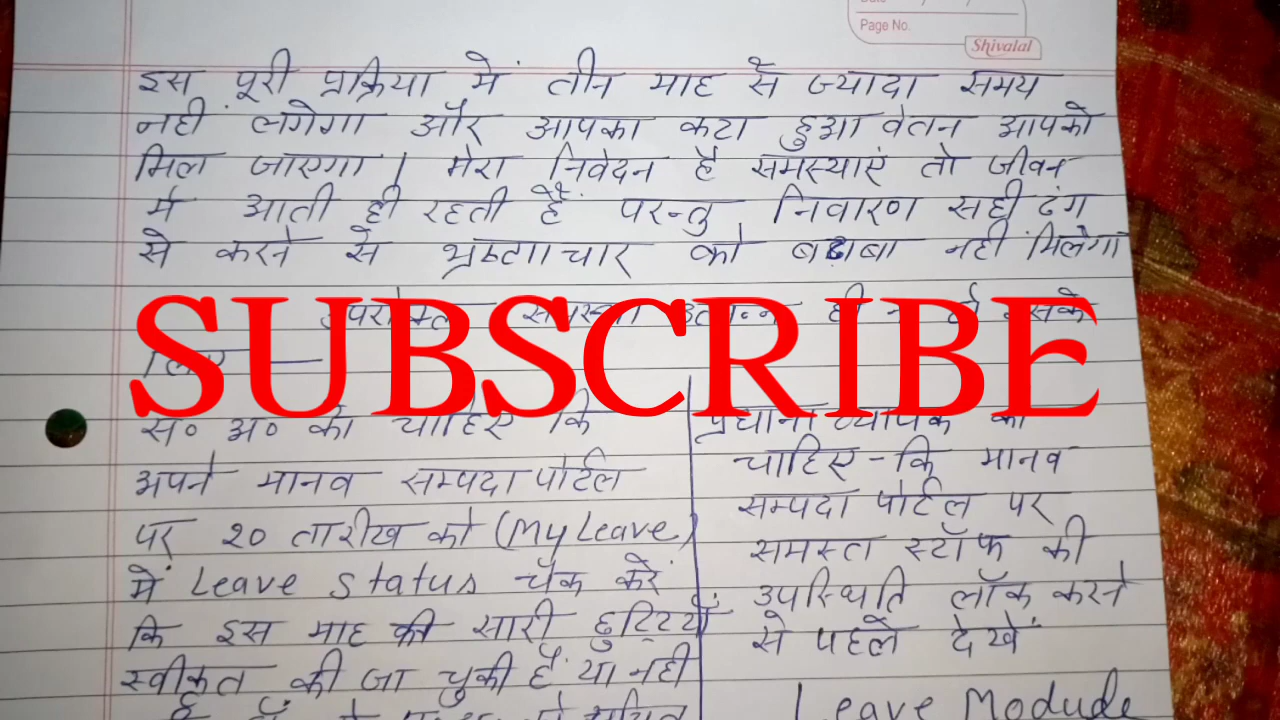 Page No.
Shivalal
इस पूरी प्रक्रिया में तीन माह से ज्यादा समय
नही लगेगा और आपका कटा हुआ वेतन आपको
मिल जाएगा। मेरा निवेदन है समस्याएं तो जीवन
में आती ही रहती हैं परन्तु निवारण सही ढंग
से करने से भ्रष्टाचार को बढाबा नही मिलेगा
SUBSCRIBE
स० अ० को चाहिए कि
अपने मानव सम्पदा पोर्टल
पर २० तारीख को (My Leave)
में Leave Status चैक करें
कि इस माह की सारी छुट्टियाँ
स्वीकृत की जा चुकी हैं या नही
प्रधानाध्यापक को
चाहिए - कि मानव
सम्पदा पोर्टल पर
समस्त स्टॉफ की
उपस्थिति लॉक करने
से पहले देखें
Leave Modude